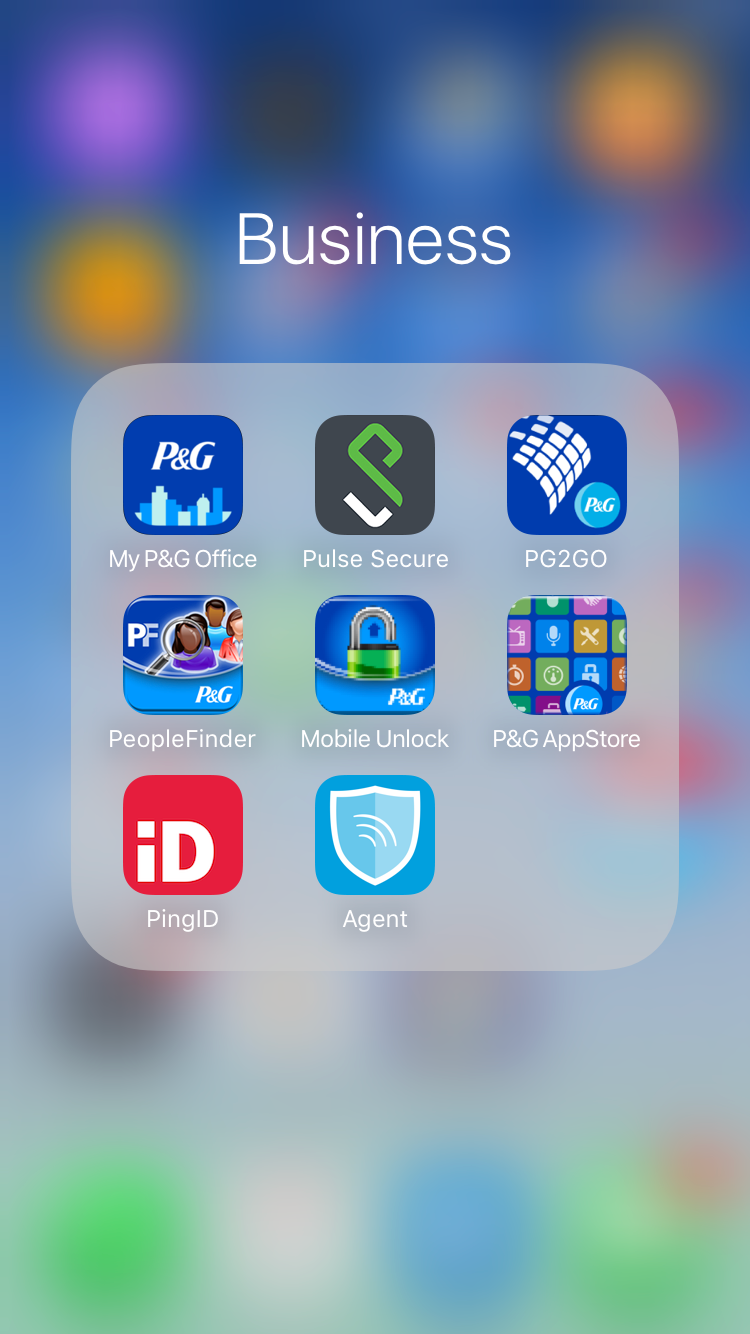 Business
P&G
My P&G Office
Pulse Secure
P&G
PG2GO
PF
P&G
PeopleFinder
P&G
Mobile Unlock
P&G
P&G AppStore
iD
PingID
Agent